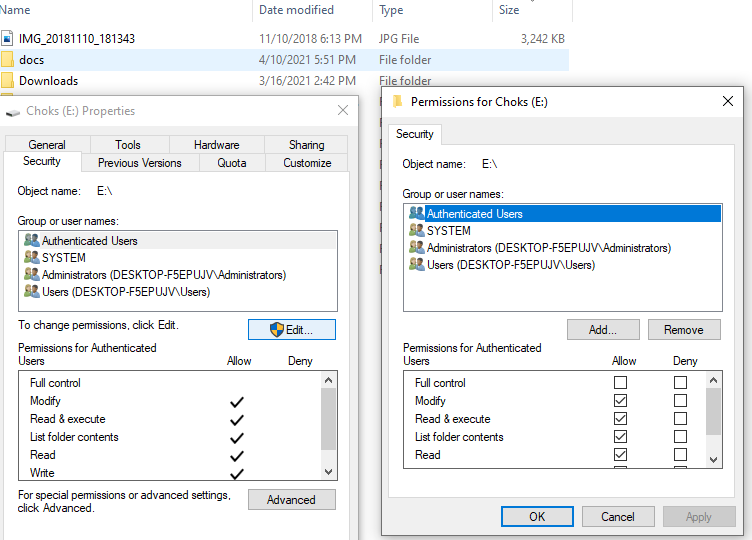 Name Date modified Type Size
IMG_20181110_181343 11/10/2018 6:13 PM JPG File 3,242 KB
docs 4/10/2021 5:51 PM File folder
Downloads 3/16/2021 2:42 PM File folder
Choks (E:) Properties
General Tools Hardware Sharing
Security Previous Versions Quota Customize
Object name: E:\
Group or user names:
Authenticated Users
SYSTEM
Administrators (DESKTOP-F5EPUJV\Administrators)
Users (DESKTOP-F5EPUJV\Users)
To change permissions, click Edit. Edit...
Permissions for Authenticated
Users Allow Deny
Full control
Modify
Read & execute
List folder contents
Read
Write
For special permissions or advanced settings,
click Advanced. Advanced
Permissions for Choks (E:)
Security
Object name: E:\
Group or user names:
Authenticated Users
SYSTEM
Administrators (DESKTOP-F5EPUJV\Administrators)
Users (DESKTOP-F5EPUJV\Users)
Add... Remove
Permissions for Authenticated
Users Allow Deny
Full control
Modify
Read & execute
List folder contents
Read
OK Cancel Apply